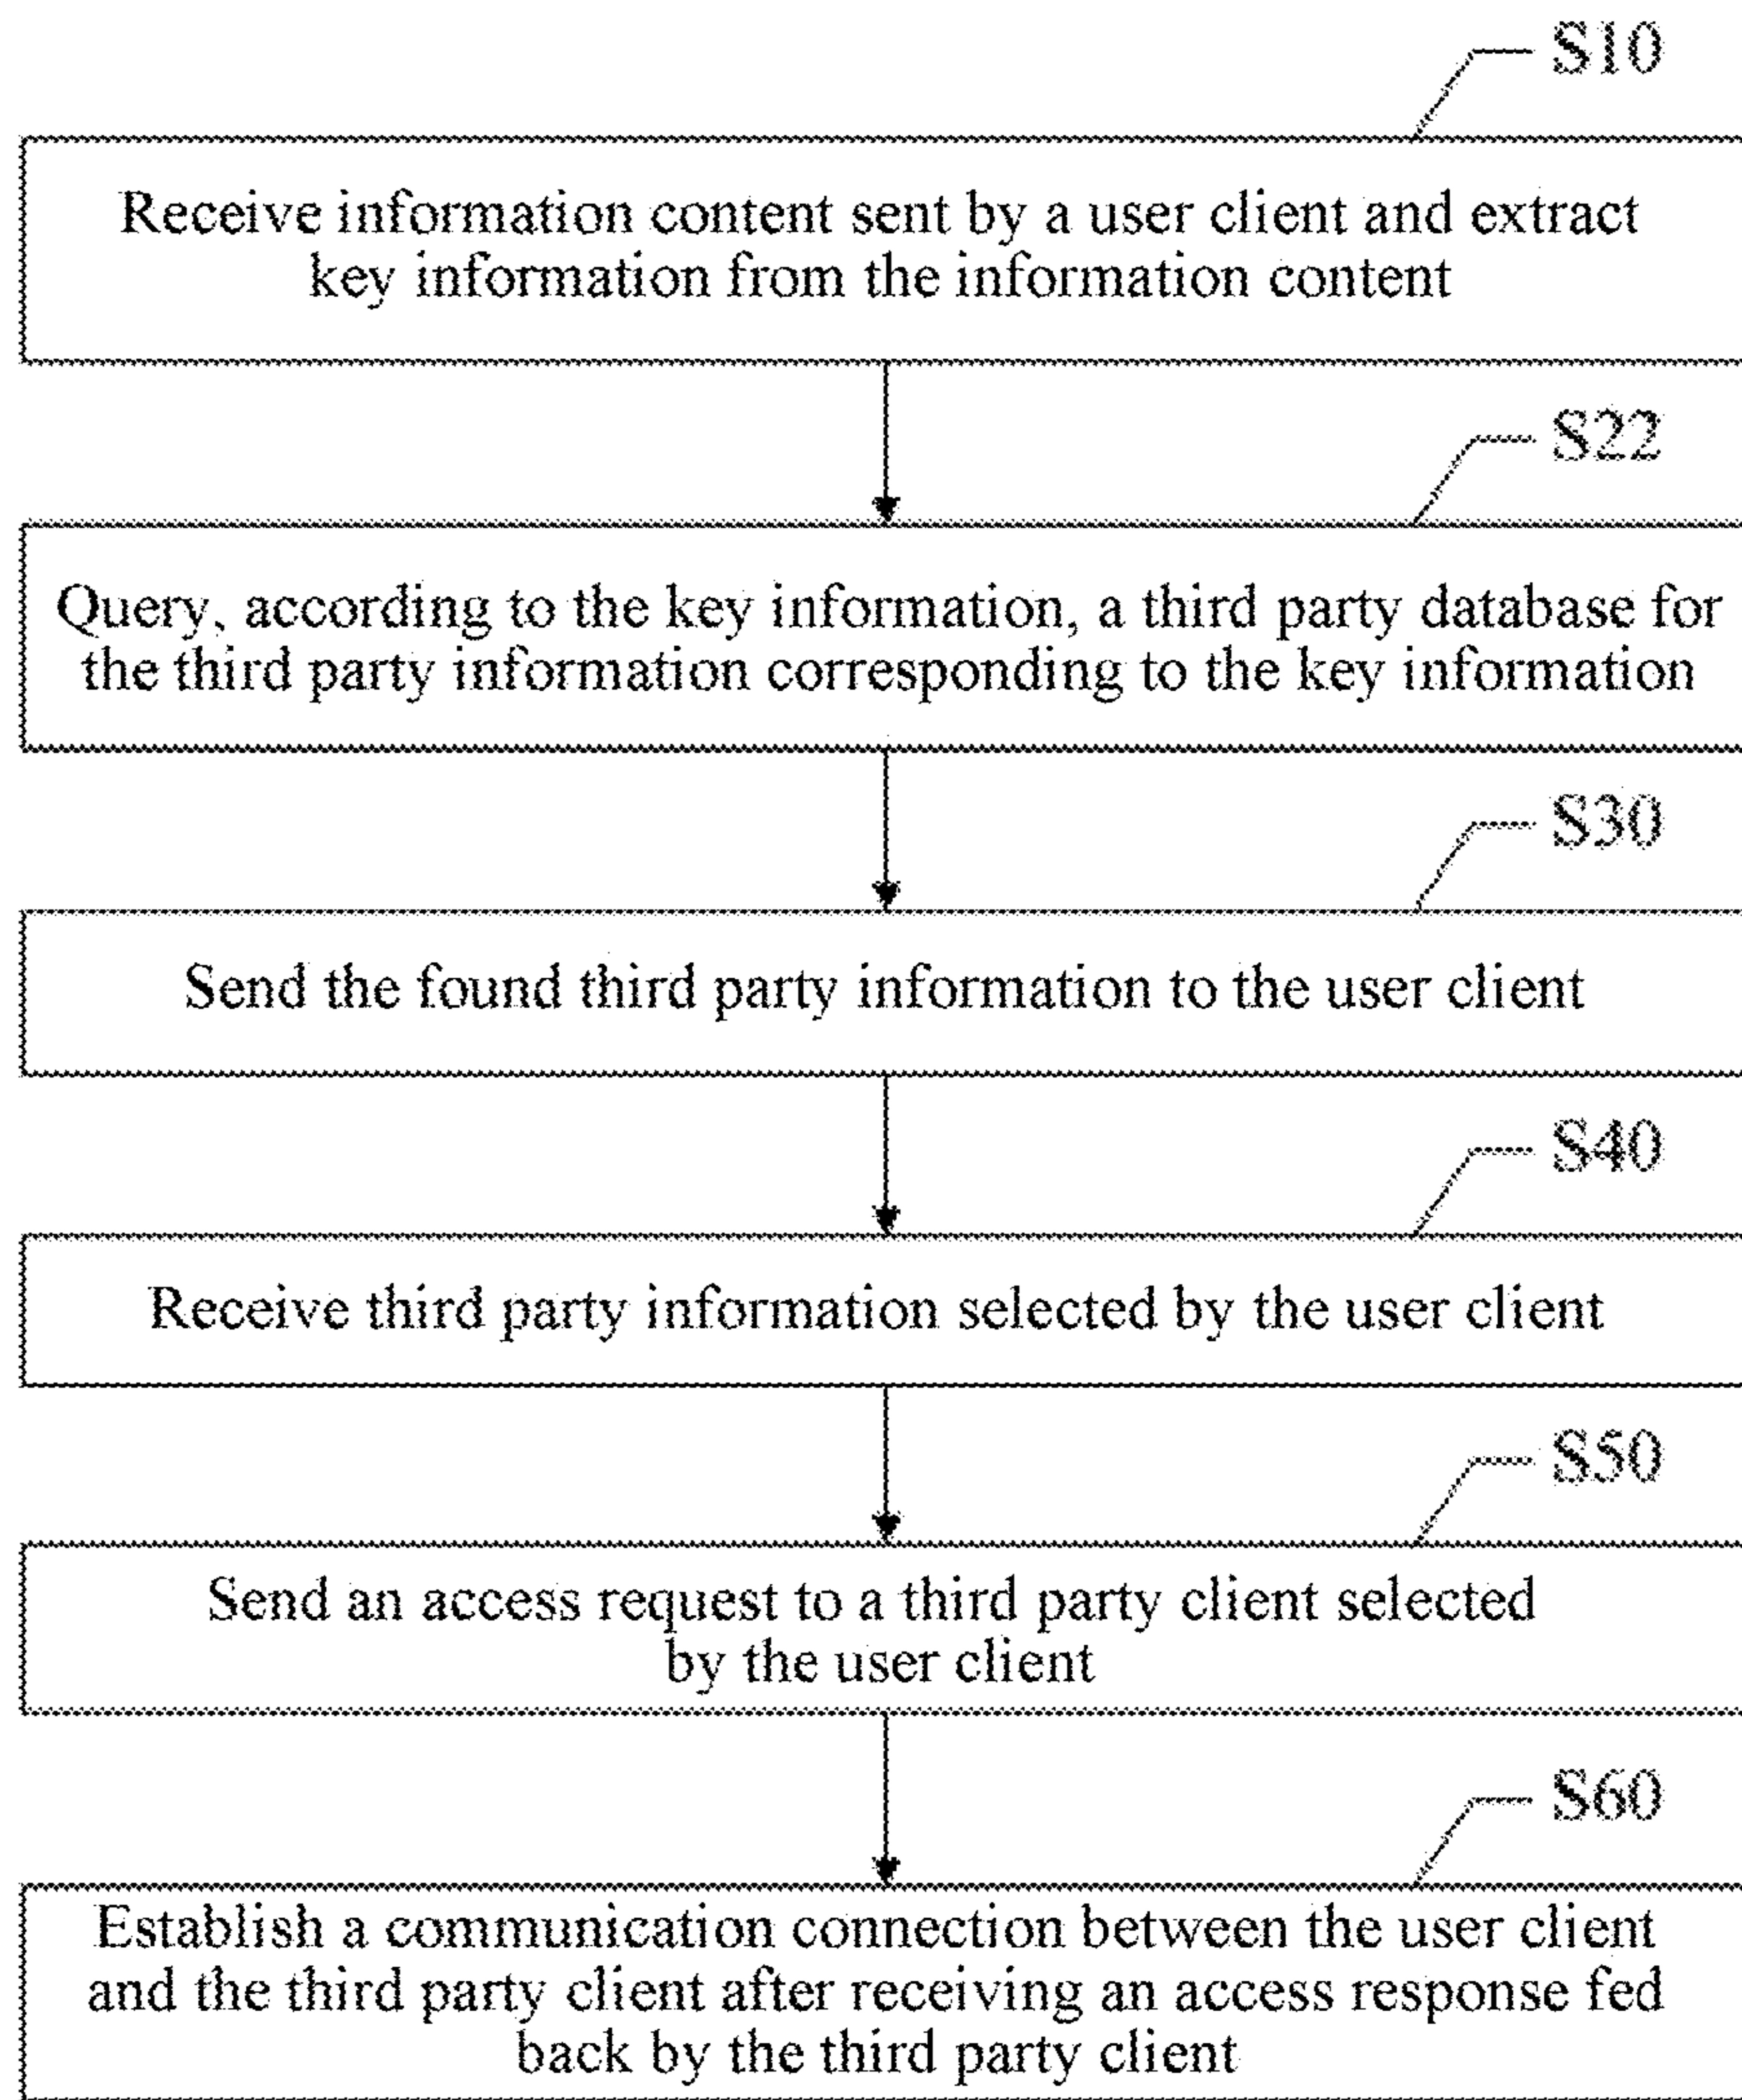 S10
Receive information content sent by a user client and extract
key information from the information content
S22
Query, according to the key information, a third party database for
the third party information corresponding to the key information
S30
Send the found third party information to the user client
S40
Receive third party information selected by the user client
S50
Send an access request to a third party client selected
by the user client
S60
Establish a communication connection between the user client
and the third party client after receiving an access response fed
back by the third party client